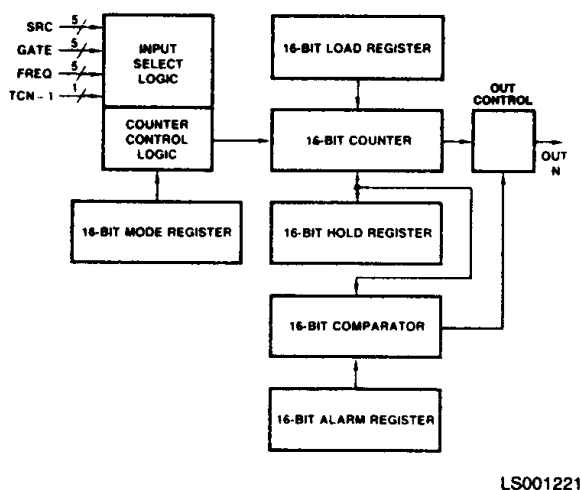 SRC 5
GATE 5
FREQ 5
TCN – 1 1
INPUT
SELECT
LOGIC
COUNTER
CONTROL
LOGIC
16-BIT MODE REGISTER
16-BIT LOAD REGISTER
16-BIT COUNTER
16-BIT HOLD REGISTER
16-BIT COMPARATOR
16-BIT ALARM REGISTER
OUT
CONTROL
OUT
N
LS001221